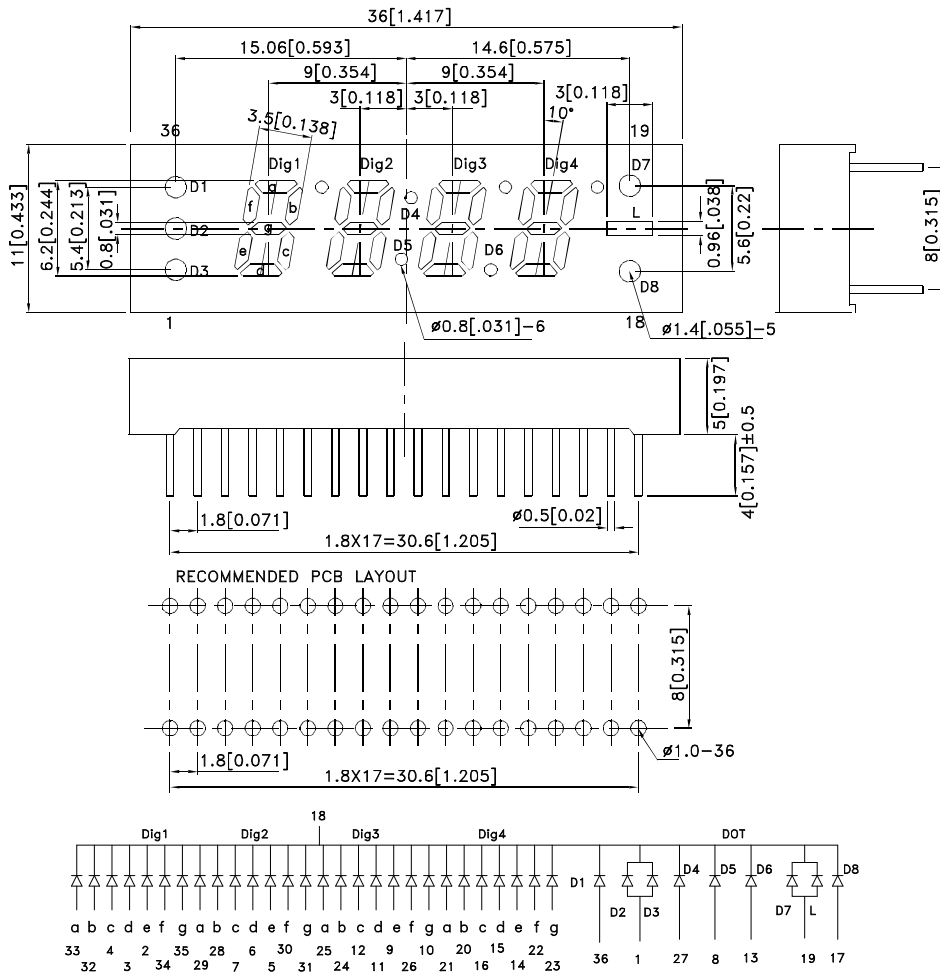 36[1.417]
15.06[0.593] 14.6[0.575]
9[0.354] 9[0.354]
3[0.118] 3[0.118] 3[0.118]
3.5[0.138] 10°
36 19
Dig1 Dig2 Dig3 Dig4 D7
D1 a
f b D4 L
D2 g
D5 D6
e c
D3 d D8
11[0.433]
6.2[0.244]
5.4[0.213]
0.8[.031]
0.96[.038]
5.6[0.22]
8[0.315]
1 18
ø0.8[.031]-6 ø1.4[.055]-5
5[0.197]
4[0.157]±0.5
1.8[0.071] ø0.5[0.02]
1.8X17=30.6[1.205]
RECOMMENDED PCB LAYOUT
8[0.315]
1.8[0.071] ø1.0-36
1.8X17=30.6[1.205]
18
Dig1 Dig2 Dig3 Dig4 DOT
D1 D4 D5 D6 D8
D2 D3 D7 L
a b c d e f g a b c d e f g a b c d e f g a b c d e f g
33 4 2 35 28 6 30 25 12 9 10 20 15 22
32 3 34 29 7 5 31 24 11 26 21 16 14 23
36 1 27 8 13 19 17